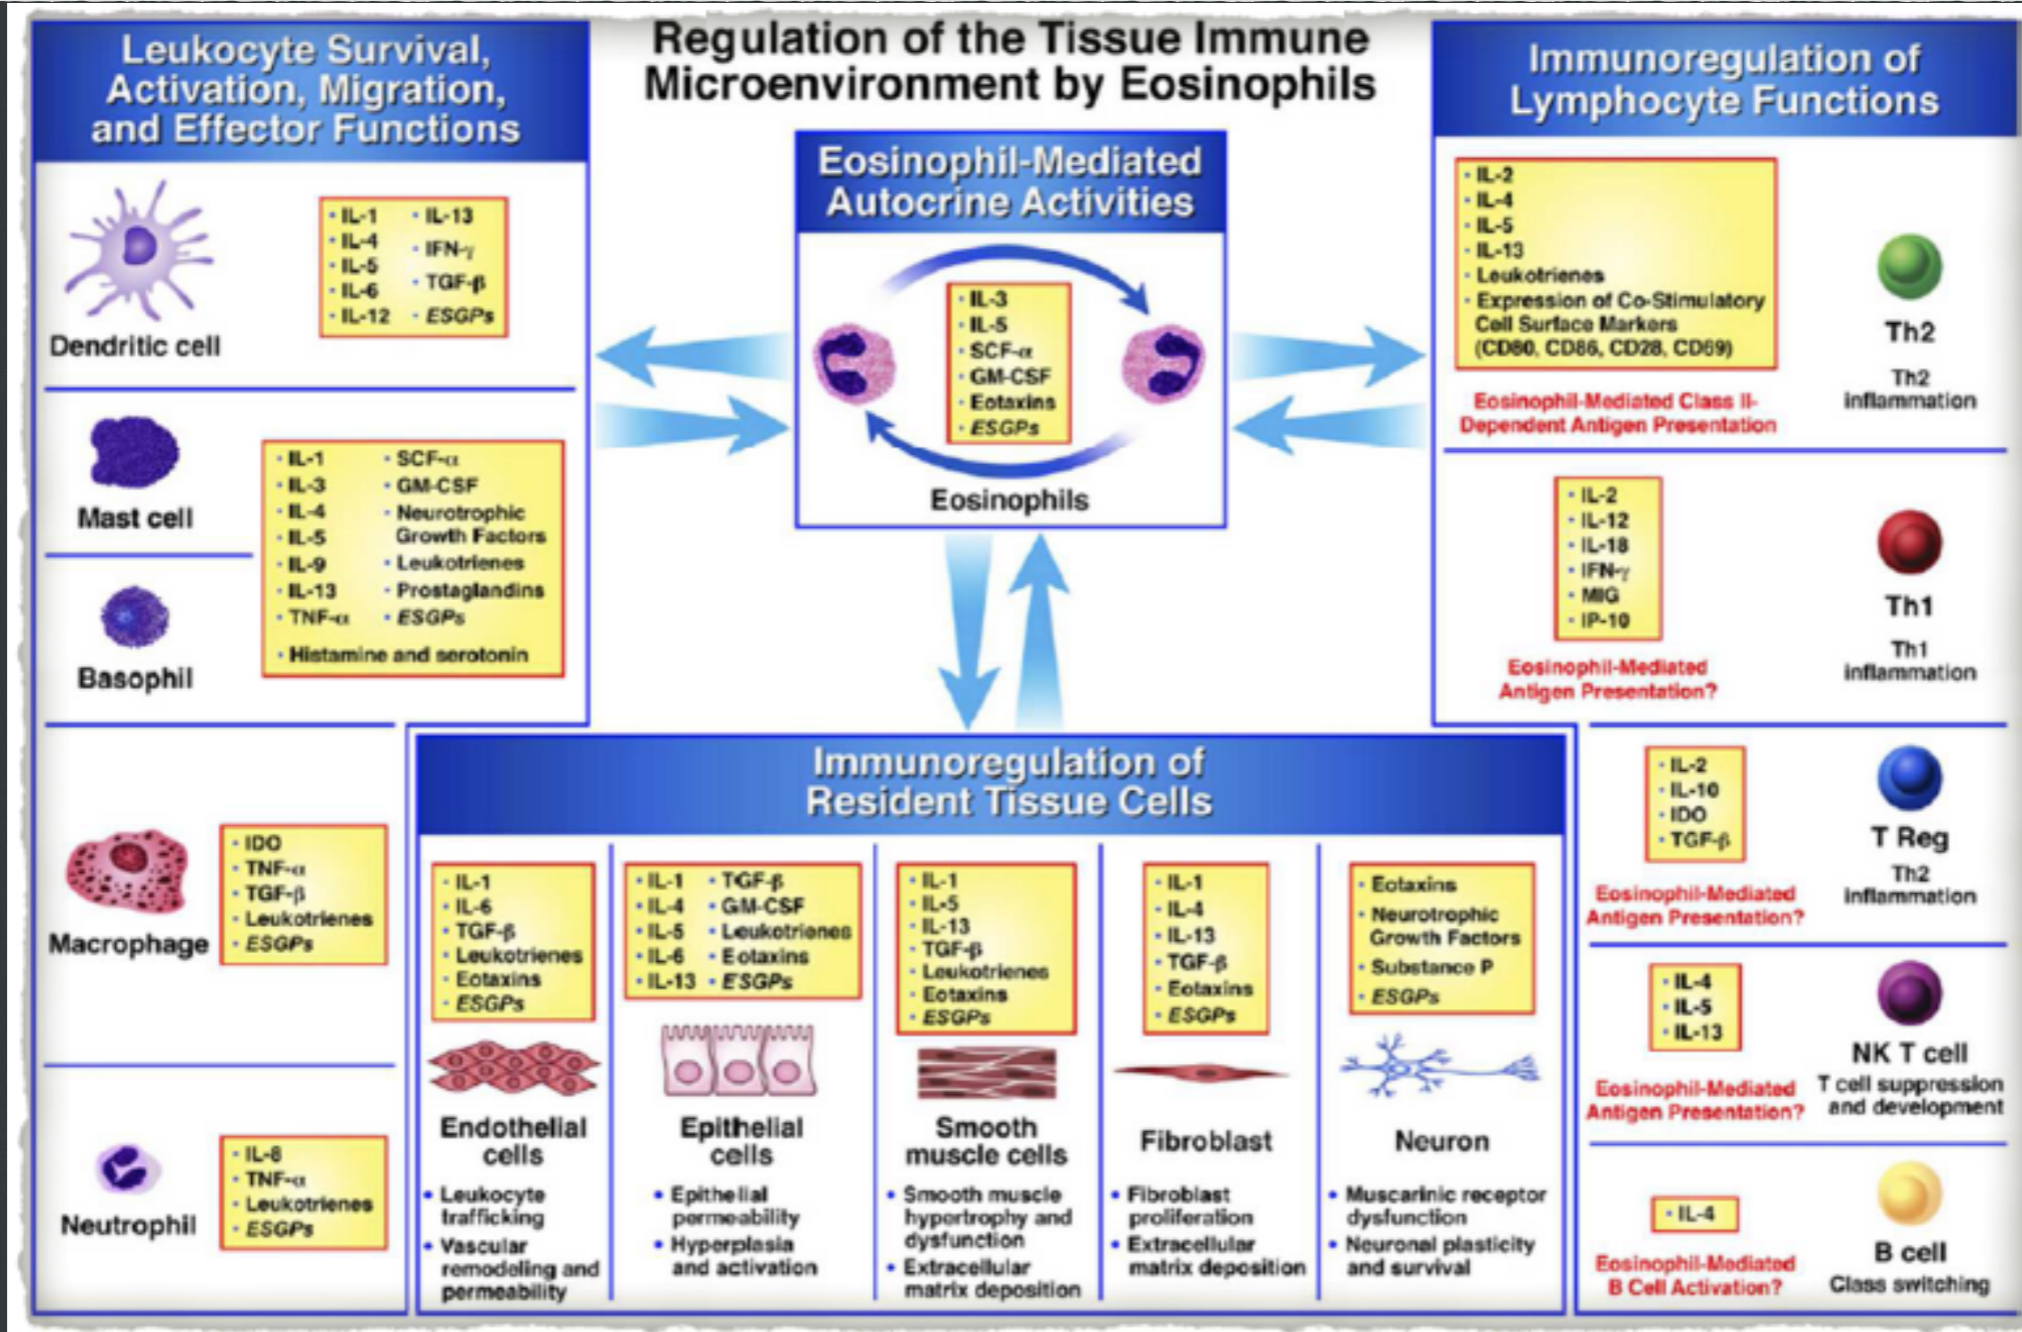 Regulation of the Tissue Immune
Microenvironment by Eosinophils
Leukocyte Survival,
Activation, Migration,
and Effector Functions
• IL-1
• IL-4
• IL-5
• IL-6
• IL-12
• IL-13
• IFN-γ
• TGF-β
• ESGPs
Dendritic cell
Mast cell
• IL-1
• IL-3
• IL-4
• IL-5
• IL-9
• IL-13
• TNF-α
• SCF-α
• GM-CSF
• Neurotrophic
Growth Factors
• Leukotrienes
• Prostaglandins
• ESGPs
• Histamine and serotonin
Basophil
• IDO
• TNF-α
• TGF-β
• Leukotrienes
• ESGPs
Macrophage
• IL-8
• TNF-α
• Leukotrienes
• ESGPs
Neutrophil
Eosinophil-Mediated
Autocrine Activities
• IL-3
• IL-5
• SCF-α
• GM-CSF
• Eotaxins
• ESGPs
Eosinophils
Immunoregulation of
Lymphocyte Functions
• IL-2
• IL-4
• IL-5
• IL-13
• Leukotrienes
• Expression of Co-Stimulatory
Cell Surface Markers
(CD80, CD86, CD28, CD69)
Eosinophil-Mediated Class II-
Dependent Antigen Presentation
Th2
Th2
inflammation
• IL-2
• IL-12
• IL-18
• IFN-γ
• MIG
• IP-10
Eosinophil-Mediated
Antigen Presentation?
Th1
Th1
inflammation
• IL-2
• IL-10
• IDO
• TGF-β
Eosinophil-Mediated
Antigen Presentation?
T Reg
Th2
inflammation
• IL-4
• IL-5
• IL-13
Eosinophil-Mediated
Antigen Presentation?
NK T cell
T cell suppression
and development
• IL-4
Eosinophil-Mediated
B Cell Activation?
B cell
Class switching
Immunoregulation of
Resident Tissue Cells
• IL-1
• IL-6
• TGF-β
• Leukotrienes
• Eotaxins
• ESGPs
Endothelial
cells
• Leukocyte
trafficking
• Vascular
remodeling and
permeability
• IL-1
• IL-4
• IL-5
• IL-6
• IL-13
• TGF-β
• GM-CSF
• Leukotrienes
• Eotaxins
• ESGPs
Epithelial
cells
• Epithelial
permeability
• Hyperplasia
and activation
• IL-1
• IL-5
• IL-13
• TGF-β
• Leukotrienes
• Eotaxins
• ESGPs
Smooth
muscle cells
• Smooth muscle
hypertrophy and
dysfunction
• Extracellular
matrix deposition
• IL-1
• IL-4
• IL-13
• TGF-β
• Eotaxins
• ESGPs
Fibroblast
• Fibroblast
proliferation
• Extracellular
matrix deposition
• Eotaxins
• Neurotrophic
Growth Factors
• Substance P
• ESGPs
Neuron
• Muscarinic receptor
dysfunction
• Neuronal plasticity
and survival